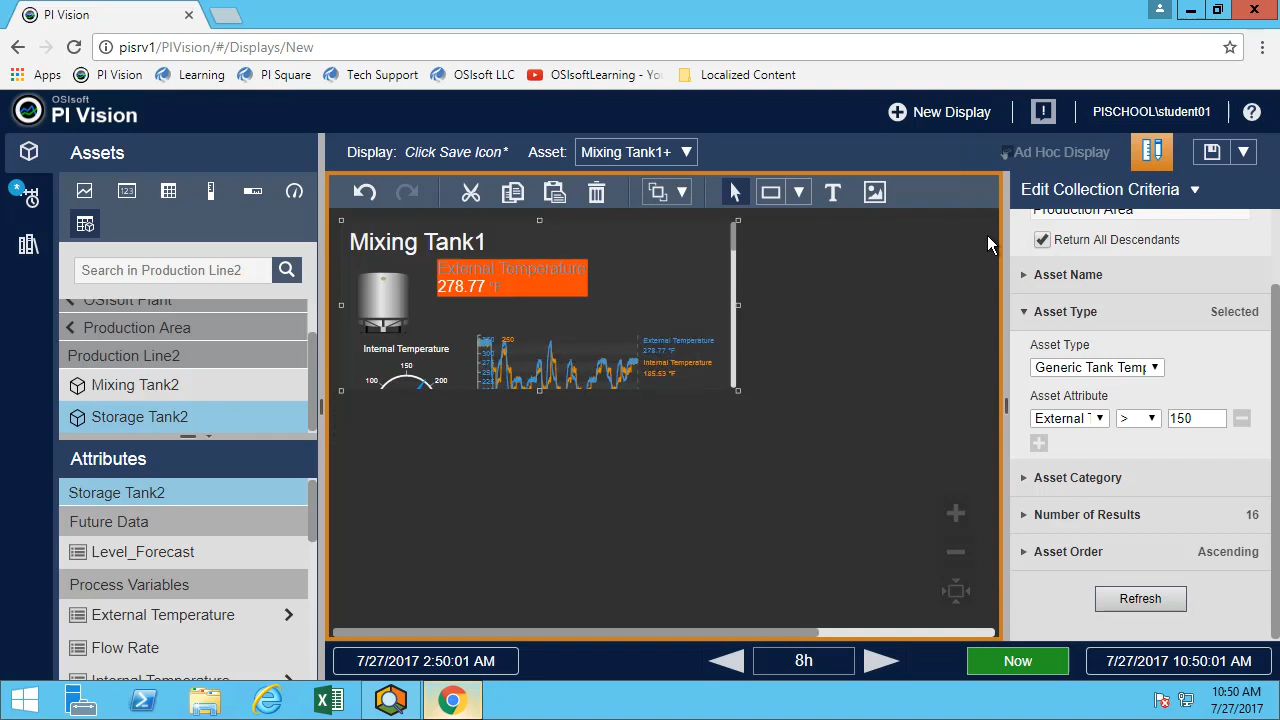 PI Vision
pisrv1/PIVision/#/Displays/New
Apps PI Vision Learning PI Square Tech Support OSIsoft LLC OSIsoftLearning - You Localized Content
OSIsoft
PI Vision
New Display
PISCHOOL\student01
Assets
Display: Click Save Icon* Asset: Mixing Tank1+
Ad Hoc Display
Edit Collection Criteria
Search in Production Line2
OSIsoft Plant
Production Area
Production Line2
Mixing Tank2
Storage Tank2
Attributes
Storage Tank2
Future Data
Level_Forecast
Process Variables
External Temperature
Flow Rate
Internal Temperature
Mixing Tank1
External Temperature
278.77 °F
Internal Temperature
150
100 200
250
External Temperature
278.77 °F
Internal Temperature
185.53 °F
Production Area
Return All Descendants
Asset Name
Asset Type Selected
Asset Type
Generic Tank Temp
Asset Attribute
External T > 150
Asset Category
Number of Results 16
Asset Order Ascending
Refresh
7/27/2017 2:50:01 AM 8h Now 7/27/2017 10:50:01 AM
10:50 AM
7/27/2017